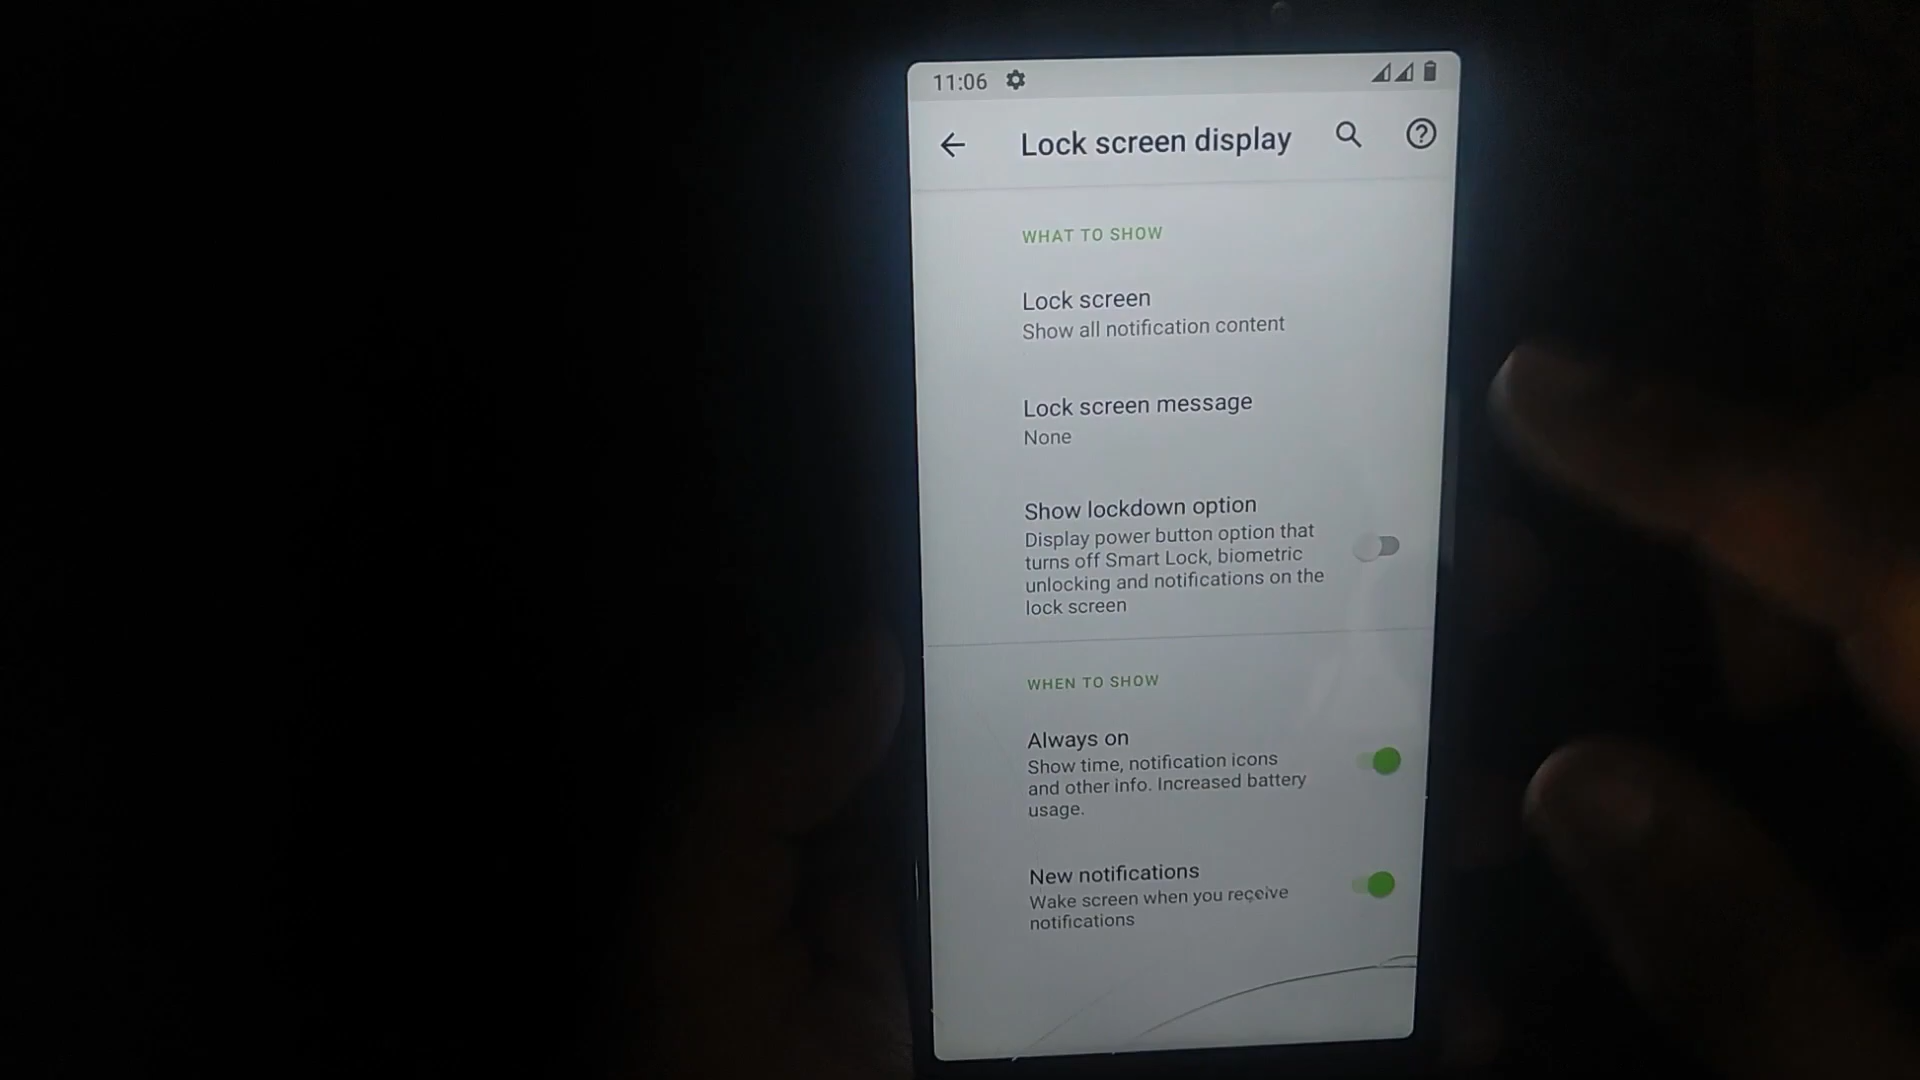 11:06
Lock screen display
WHAT TO SHOW
Lock screen
Show all notification content
Lock screen message
None
Show lockdown option
Display power button option that
turns off Smart Lock, biometric
unlocking and notifications on the
lock screen
WHEN TO SHOW
Always on
Show time, notification icons
and other info. Increased battery
usage.
New notifications
Wake screen when you receive
notifications